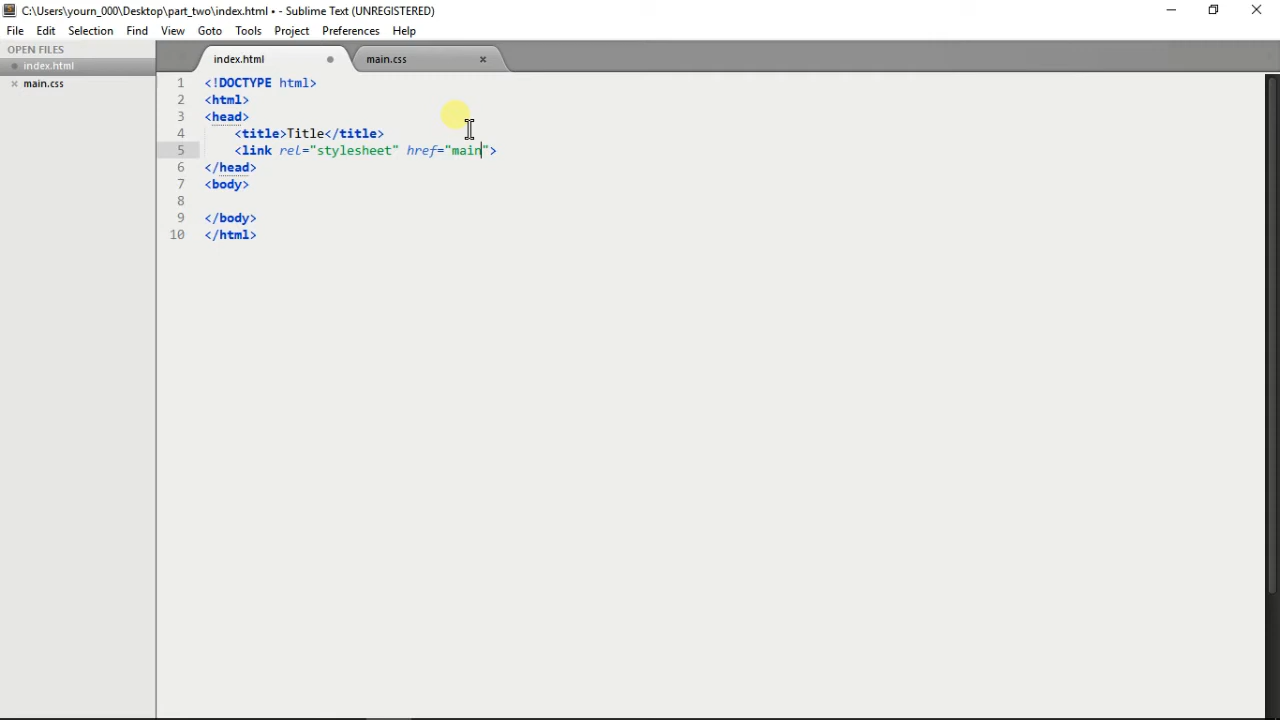 C:\Users\yourn_000\Desktop\part_two\index.html • - Sublime Text (UNREGISTERED)
File Edit Selection Find View Goto Tools Project Preferences Help
OPEN FILES
index.html
main.css
index.html
main.css
1 <!DOCTYPE html>
2 <html>
3 <head>
4 <title>Title</title>
5 <link rel="stylesheet" href="main">
6 </head>
7 <body>
8
9 </body>
10 </html>